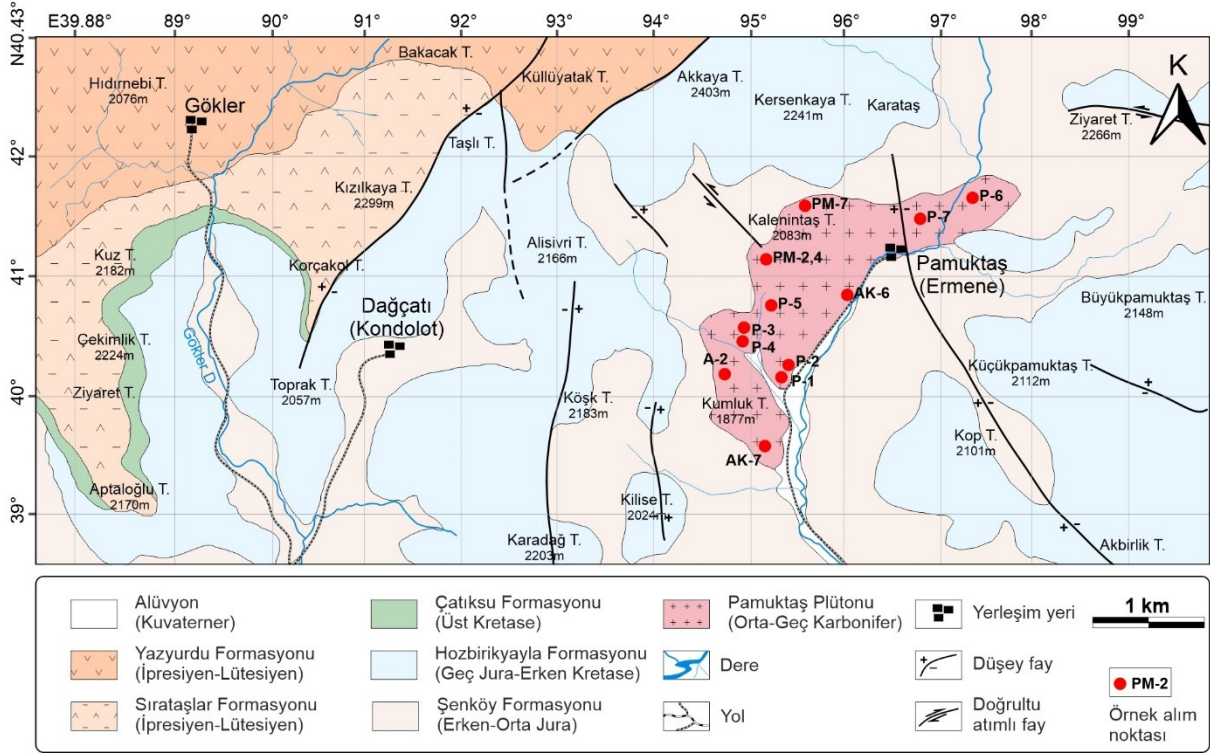 E39.88° 89° 90° 91° 92° 93° 94° 95° 96° 97° 98° 99°
N40.43°
42°
41°
40°
39°
K
Bakacak T.
Küllüyatak T.
Hıdırnebi T.
2076m
Gökler
Akkaya T.
2403m
Kersenkaya T.
2241m
Karataş
Ziyaret T.
2266m
Taşlı T.
Kızılkaya T.
2299m
Kuz T.
2182m
Korçakol T.
Alisivri T.
2166m
Kalenintaş T.
2083m
PM-7
P-7
P-6
PM-2,4
Pamuktaş
(Ermene)
AK-6
P-5
P-3
P-4
A-2
P-2
P-1
Büyükpamuktaş T.
2148m
Dağçatı
(Kondolot)
Çekimlik T.
2224m
Gökler D
Ziyaret T.
Toprak T.
2057m
Köşk T.
2183m
Kumluk T.
1877m
Küçükpamuktaş T.
2112m
Kop T.
2101m
AK-7
Aptaloğlu T.
2170m
Kilise T.
2024m
Karadağ T.
2203m
Akbirlik T.
Alüvyon
(Kuvaterner)
Yazyurdu Formasyonu
(İpresiyen-Lütesiyen)
Sırataşlar Formasyonu
(İpresiyen-Lütesiyen)
Çatıksu Formasyonu
(Üst Kretase)
Hozbirikyayla Formasyonu
(Geç Jura-Erken Kretase)
Şenköy Formasyonu
(Erken-Orta Jura)
Pamuktaş Plütonu
(Orta-Geç Karbonifer)
Dere
Yol
Yerleşim yeri
Düşey fay
Doğrultu
atımlı fay
1 km
PM-2
Örnek alım
noktası